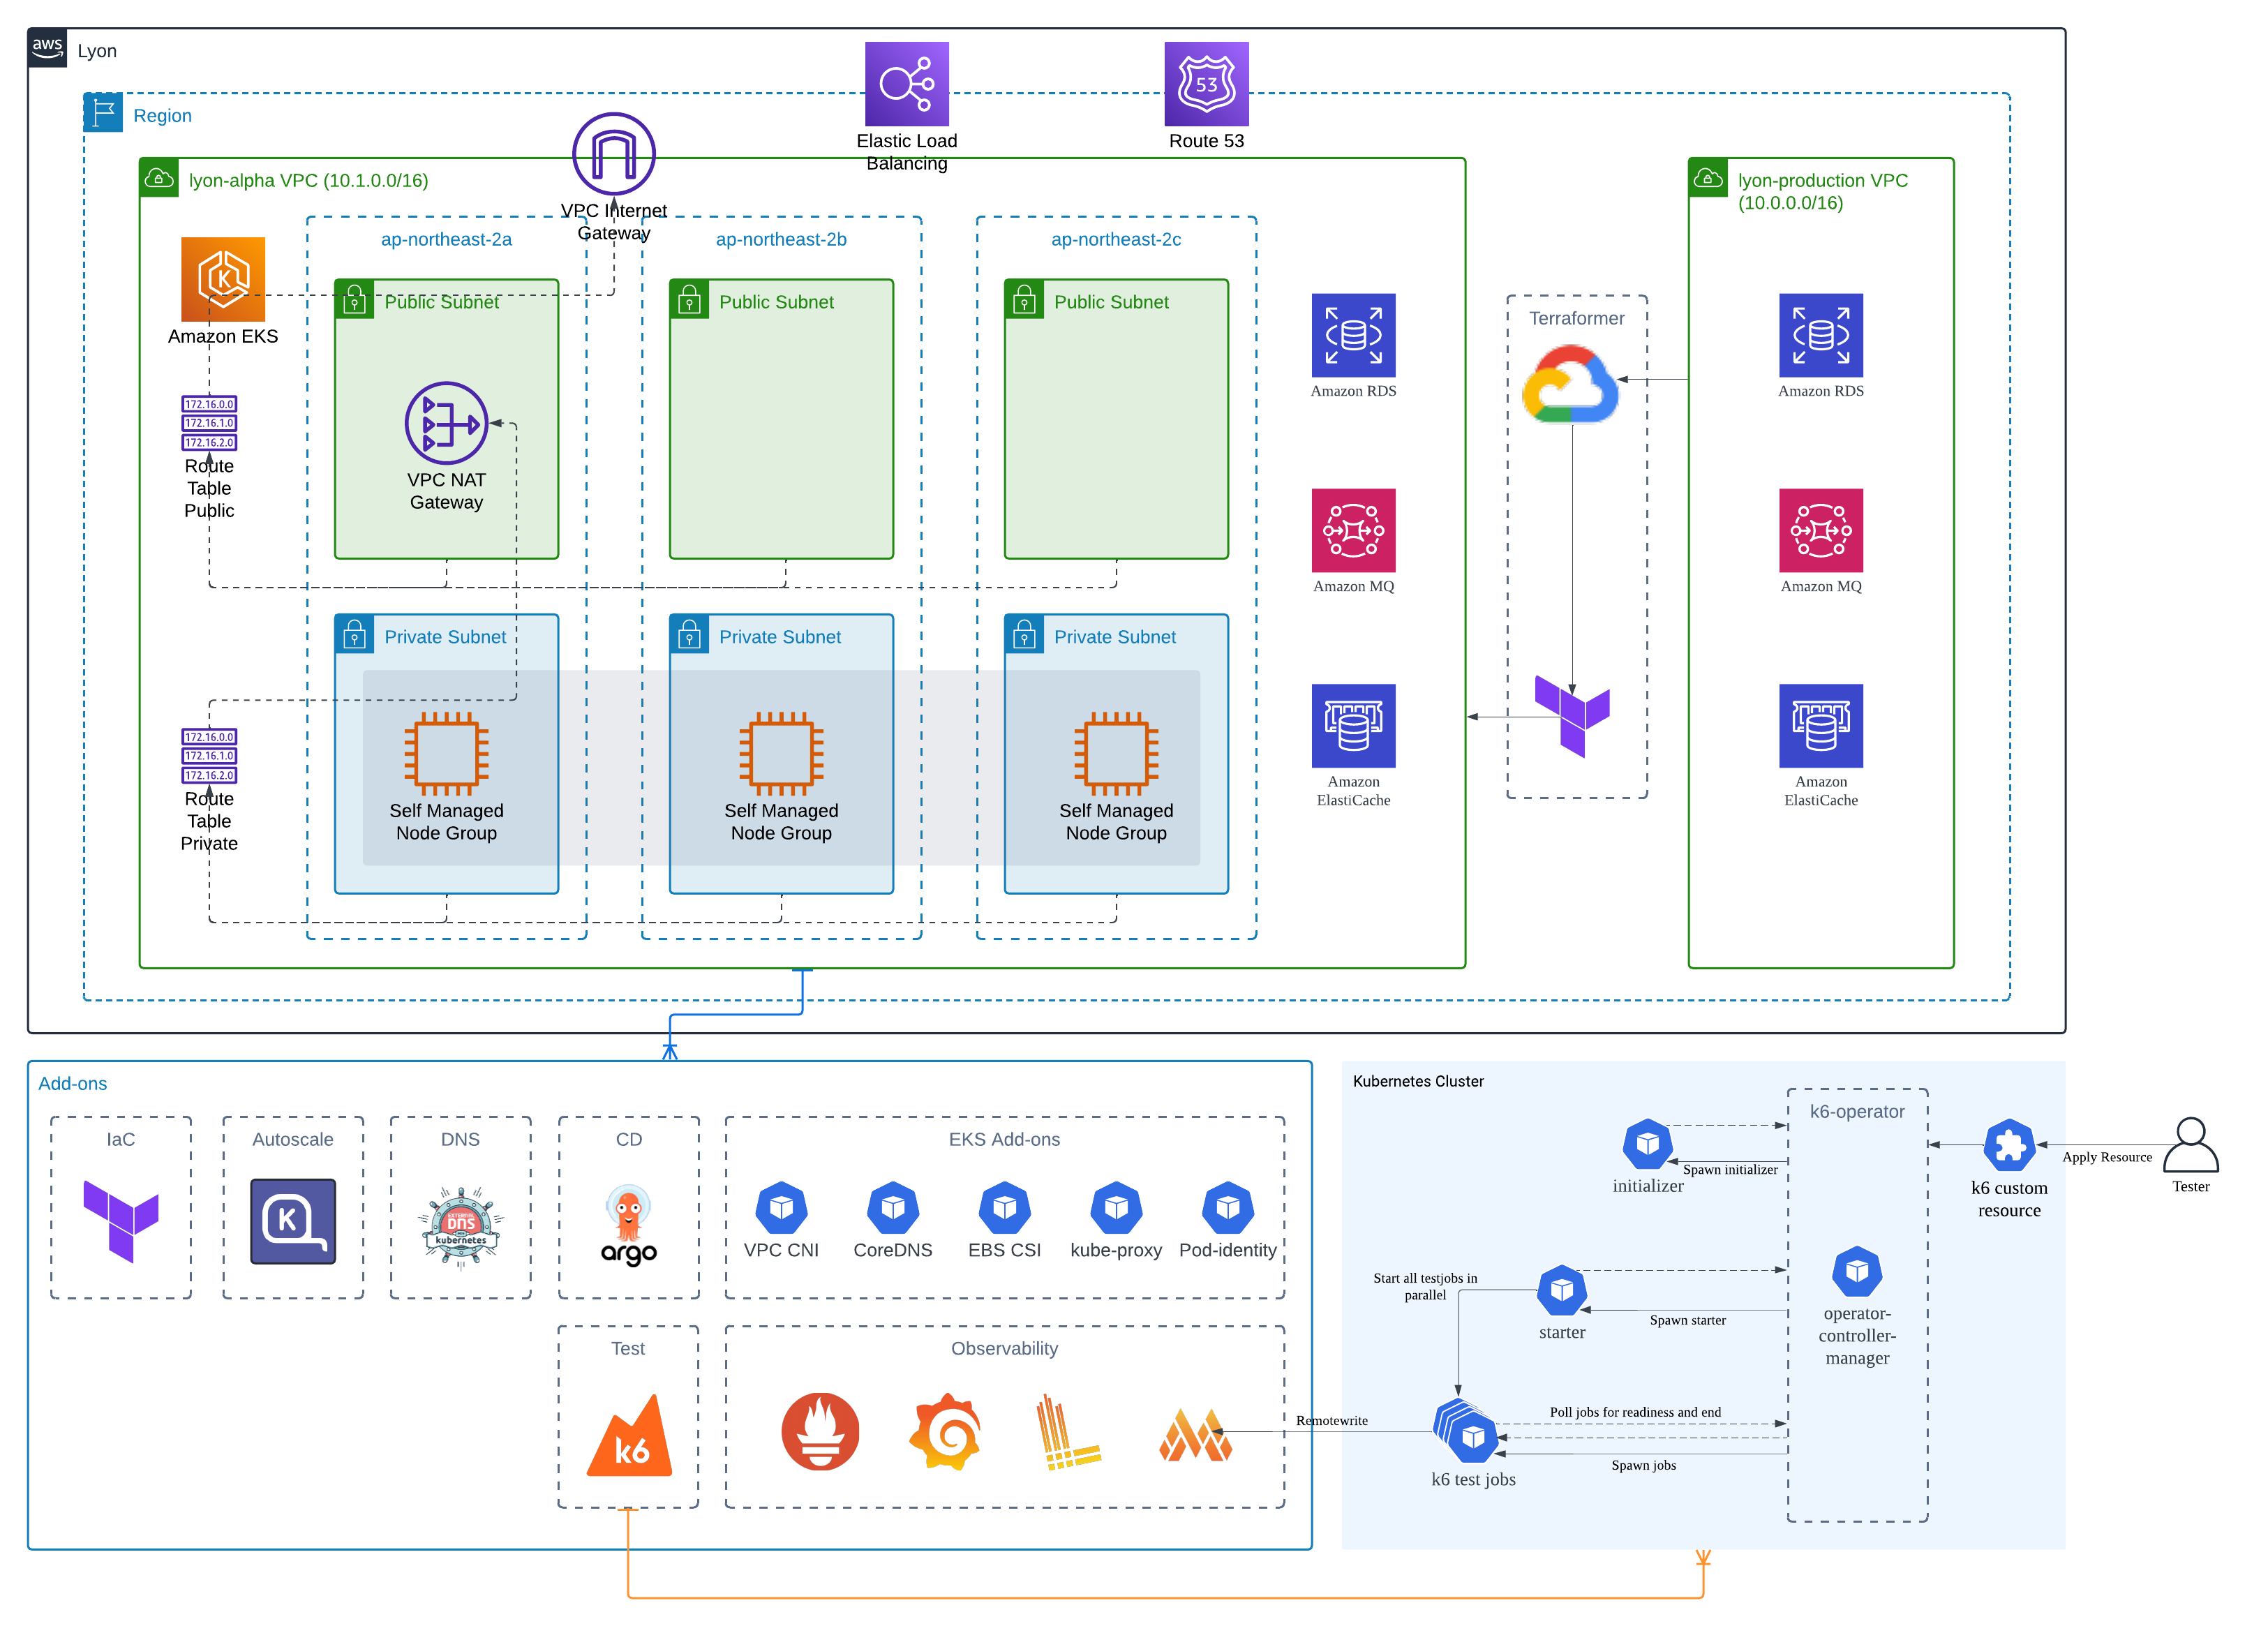 aws
Lyon
Region
Elastic Load
Balancing
53
Route 53
lyon-alpha VPC (10.1.0.0/16)
VPC Internet
Gateway
lyon-production VPC
(10.0.0.0/16)
ap-northeast-2a
ap-northeast-2b
ap-northeast-2c
K
Amazon EKS
Public Subnet
Public Subnet
Public Subnet
Terraformer
Amazon RDS
Amazon RDS
172.16.0.0
172.16.1.0
172.16.2.0
Route
Table
Public
VPC NAT
Gateway
Amazon MQ
Amazon MQ
Private Subnet
Private Subnet
Private Subnet
172.16.0.0
172.16.1.0
172.16.2.0
Route
Table
Private
Self Managed
Node Group
Self Managed
Node Group
Self Managed
Node Group
Amazon
ElastiCache
Amazon
ElastiCache
Add-ons
IaC
Autoscale
K
DNS
EXTERNAL
DNS
kubernetes
CD
argo
EKS Add-ons
VPC CNI
CoreDNS
EBS CSI
kube-proxy
Pod-identity
Test
k6
Observability
Kubernetes Cluster
k6-operator
initializer
Spawn initializer
k6 custom
resource
Apply Resource
Tester
Start all testjobs in
parallel
starter
Spawn starter
operator-
controller-
manager
Remotewrite
Poll jobs for readiness and end
Spawn jobs
k6 test jobs